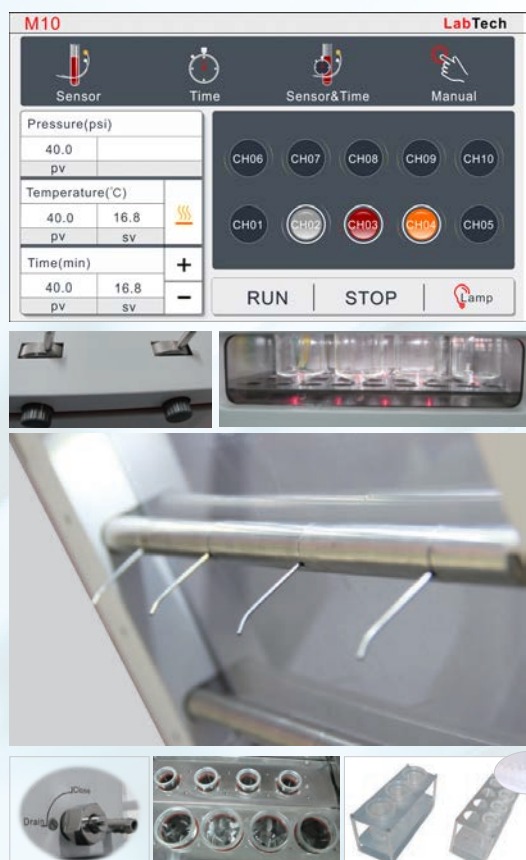 M10
LabTech
Sensor
Time
Sensor&Time
Manual
Pressure(psi)
40.0
pv
Temperature(℃)
40.0 16.8
pv sv
Time(min)
+
40.0 16.8
−
pv sv
CH06 CH07 CH08 CH09 CH10
CH01 CH02 CH03 CH04 CH05
RUN
STOP
Lamp
Close
Drain